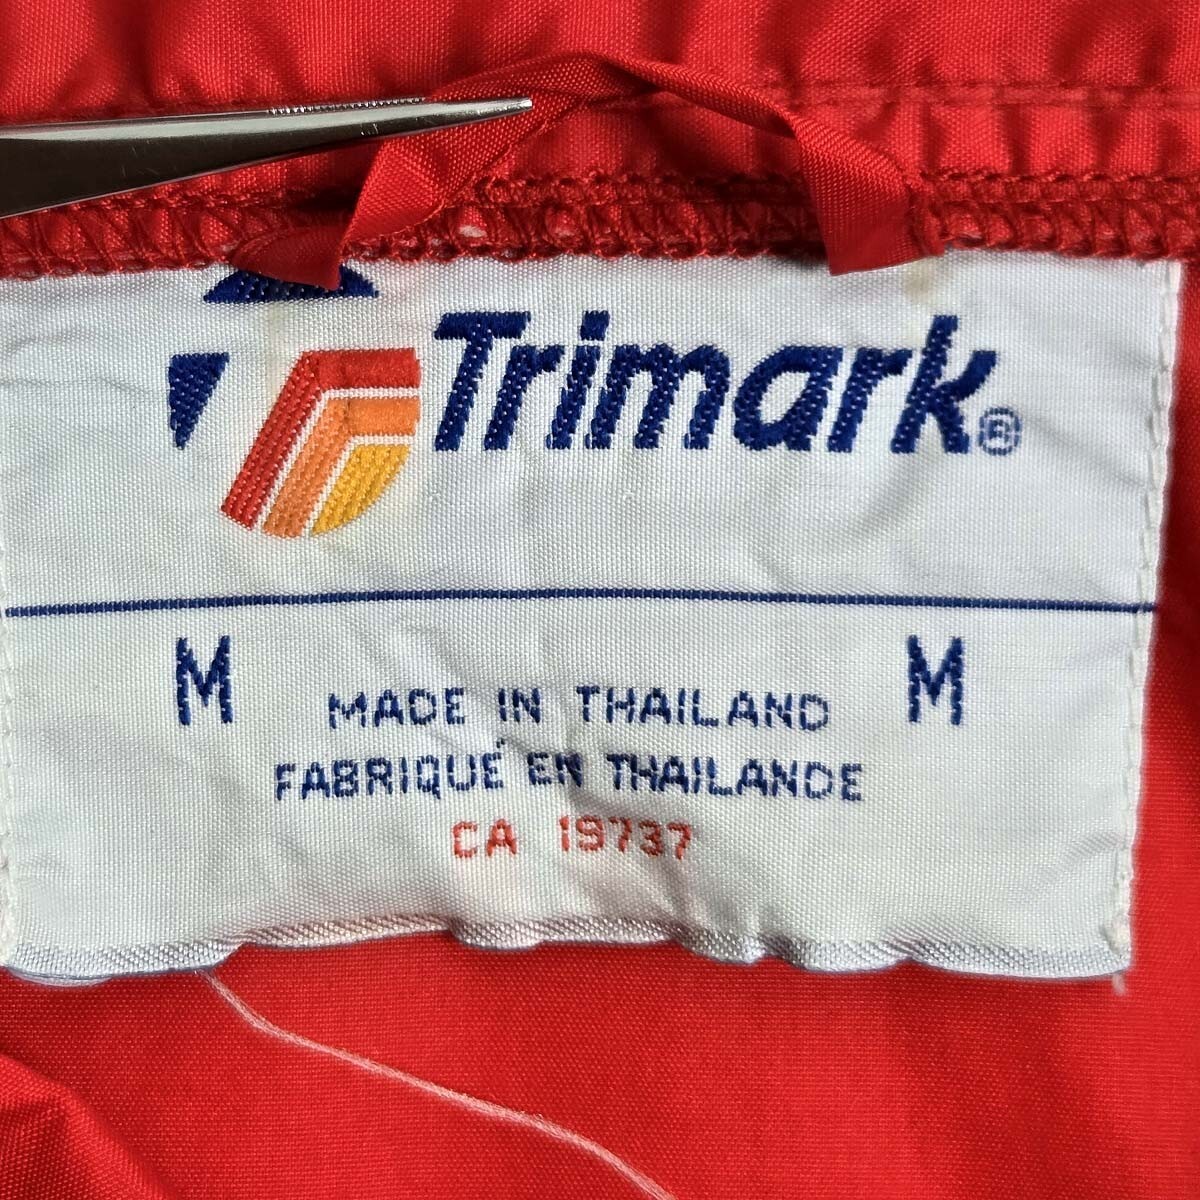 Trimark®
M MADE IN THAILAND M
FABRIQUÉ EN THAILANDE
CA 19737